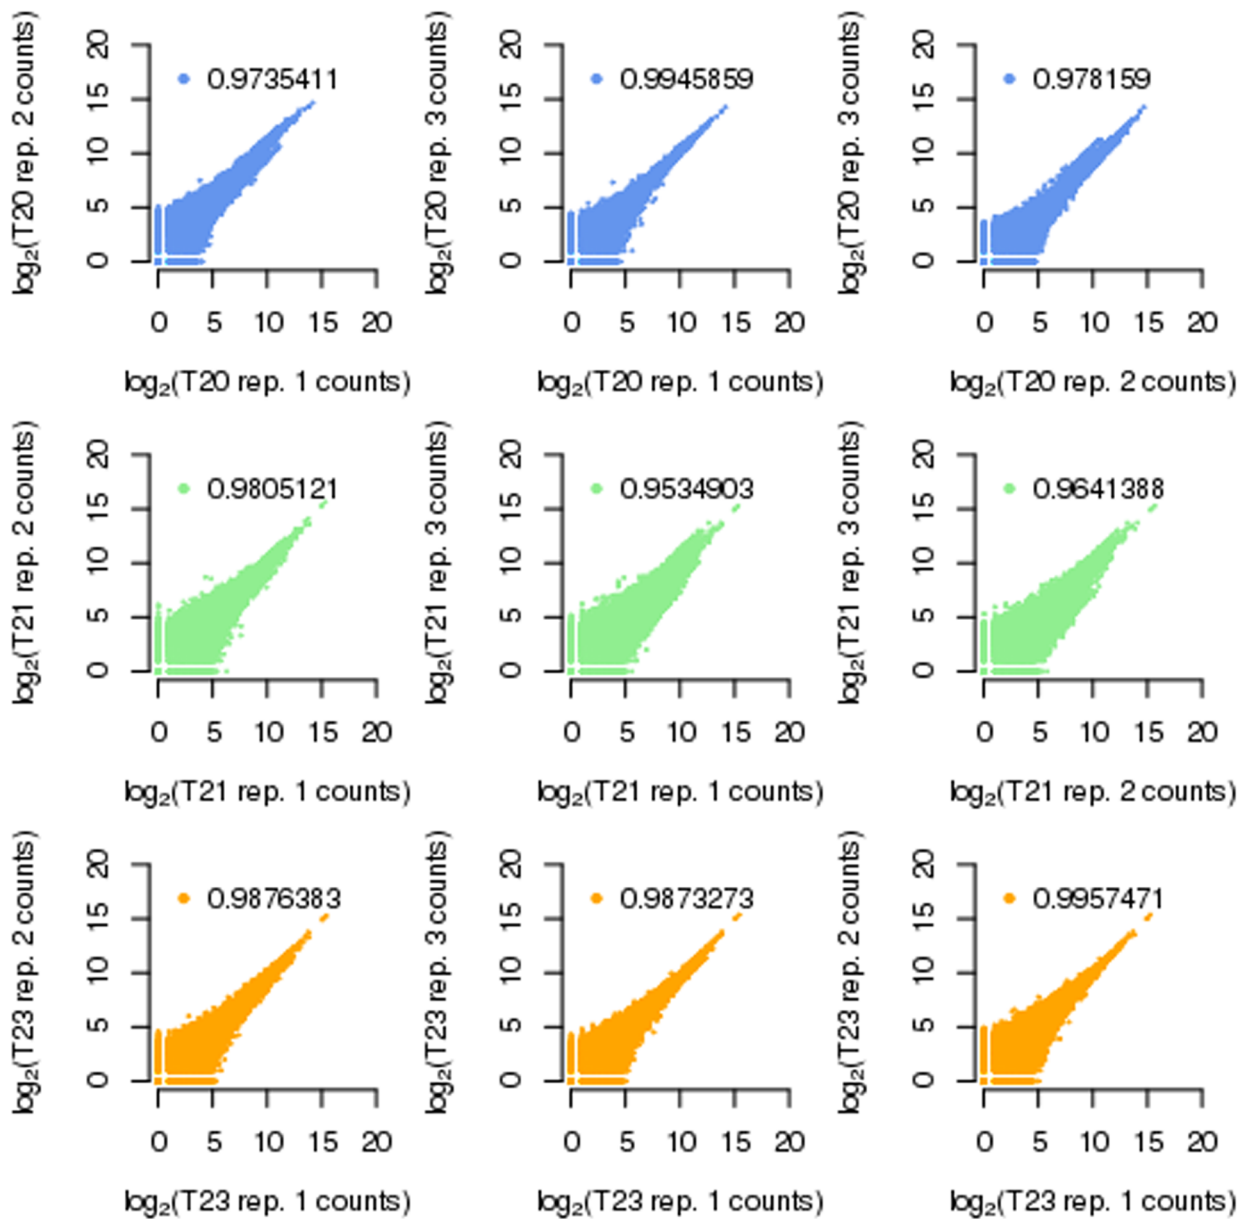 log₂(T20 rep. 2 counts)
0 5 10 15 20
0.9735411
0 5 10 15 20
log₂(T20 rep. 1 counts)
log₂(T20 rep. 3 counts)
0 5 10 15 20
0.9945859
0 5 10 15 20
log₂(T20 rep. 1 counts)
log₂(T20 rep. 3 counts)
0 5 10 15 20
0.978159
0 5 10 15 20
log₂(T20 rep. 2 counts)
log₂(T21 rep. 2 counts)
0 5 10 15 20
0.9805121
0 5 10 15 20
log₂(T21 rep. 1 counts)
log₂(T21 rep. 3 counts)
0 5 10 15 20
0.9534903
0 5 10 15 20
log₂(T21 rep. 1 counts)
log₂(T21 rep. 3 counts)
0 5 10 15 20
0.9641388
0 5 10 15 20
log₂(T21 rep. 2 counts)
log₂(T23 rep. 2 counts)
0 5 10 15 20
0.9876383
0 5 10 15 20
log₂(T23 rep. 1 counts)
log₂(T23 rep. 3 counts)
0 5 10 15 20
0.9873273
0 5 10 15 20
log₂(T23 rep. 1 counts)
log₂(T23 rep. 2 counts)
0 5 10 15 20
0.9957471
0 5 10 15 20
log₂(T23 rep. 1 counts)